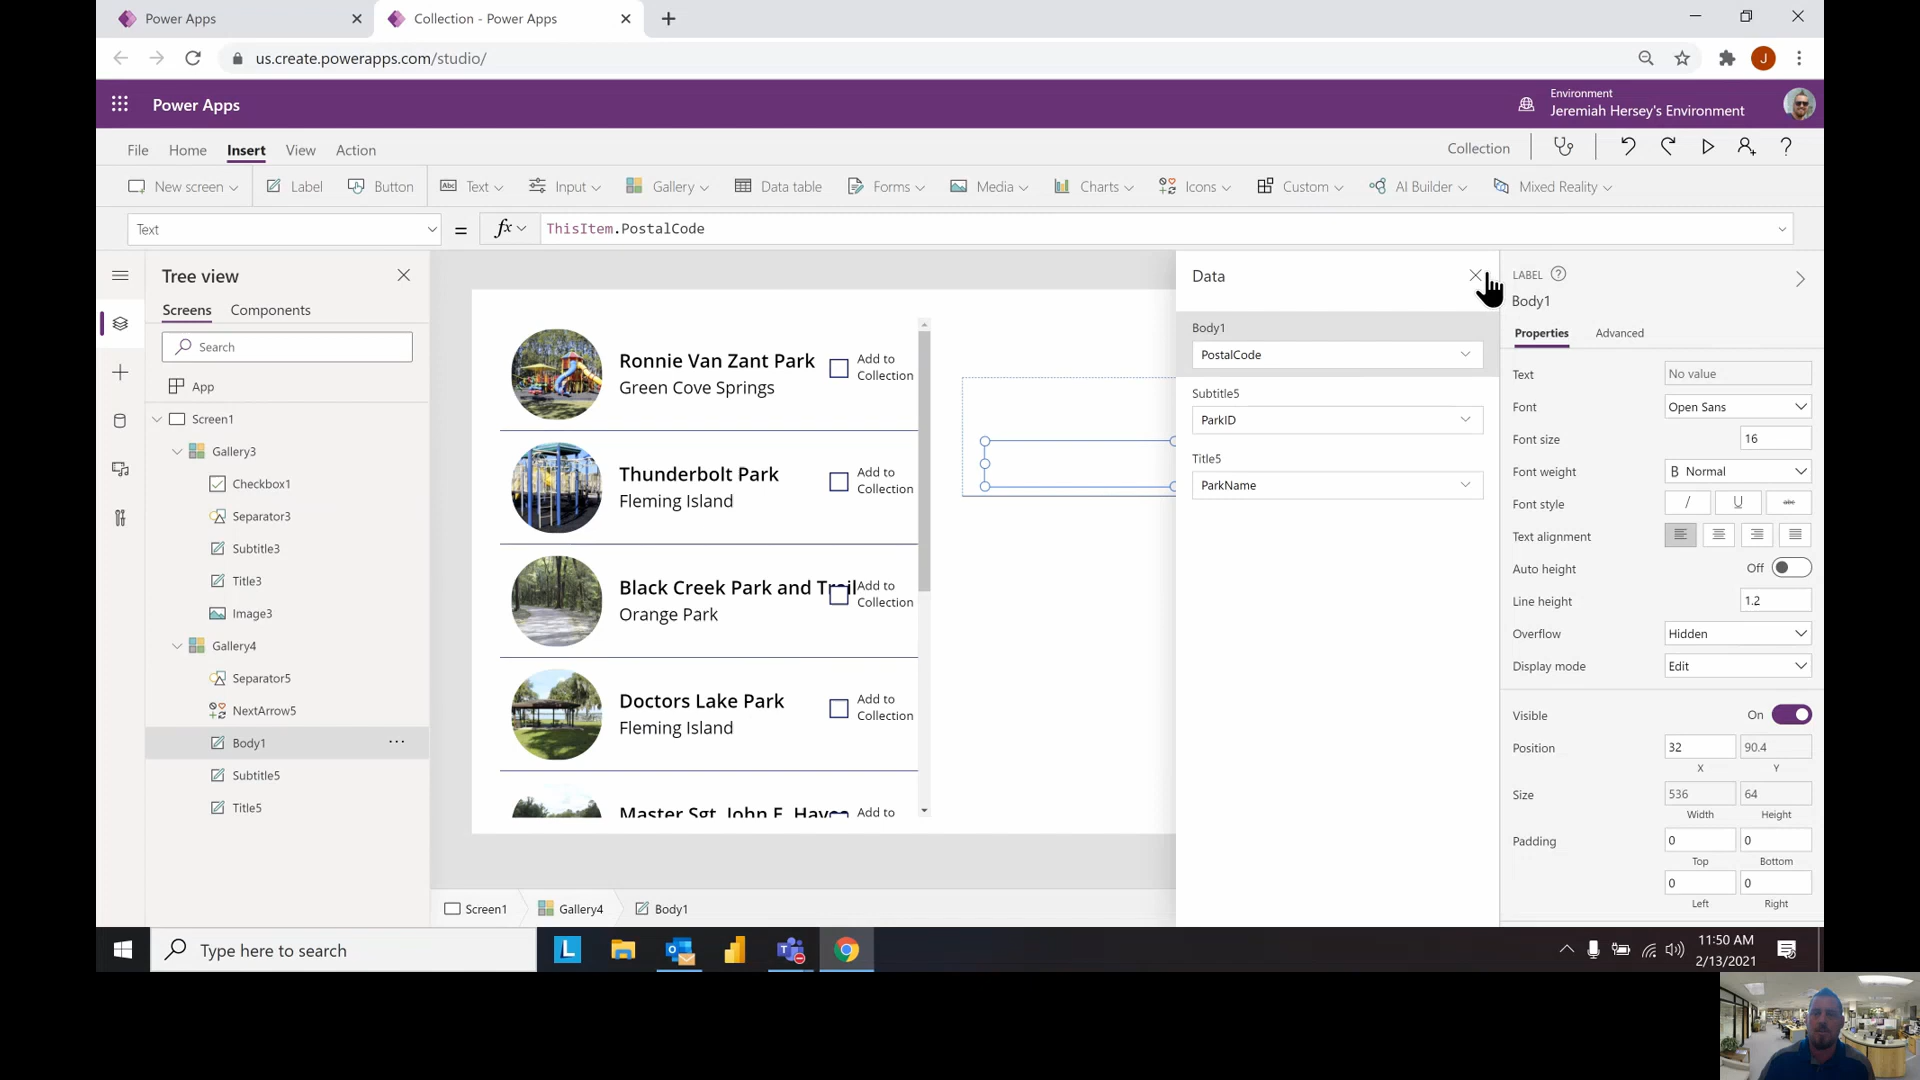 Power Apps
Collection - Power Apps
us.create.powerapps.com/studio/
J
Power Apps
Environment
Jeremiah Hersey's Environment
File Home Insert View Action
Collection
New screen Label Button Text Input Gallery Data table Forms Media Charts Icons Custom AI Builder Mixed Reality
Abc
Text = fx ThisItem.PostalCode
Tree view
Screens Components
Search
App
Screen1
Gallery3
Checkbox1
Separator3
Subtitle3
Title3
Image3
Gallery4
Separator5
NextArrow5
Body1
Subtitle5
Title5
Ronnie Van Zant Park
Green Cove Springs
Add to
Collection
Thunderbolt Park
Fleming Island
Add to
Collection
Black Creek Park and Trail
Orange Park
Add to
Collection
Doctors Lake Park
Fleming Island
Add to
Collection
Master Sgt. John E. Hayes
Add to
Screen1 Gallery4 Body1
Data
Body1
PostalCode
Subtitle5
ParkID
Title5
ParkName
LABEL
Body1
Properties Advanced
Text No value
Font Open Sans
Font size 16
Font weight B Normal
Font style / U abc
Text alignment
Auto height Off
Line height 1.2
Overflow Hidden
Display mode Edit
Visible On
Position 32 90.4
X Y
Size 536 64
Width Height
Padding 0 0
Top Bottom
0 0
Left Right
Type here to search
L
11:50 AM
2/13/2021